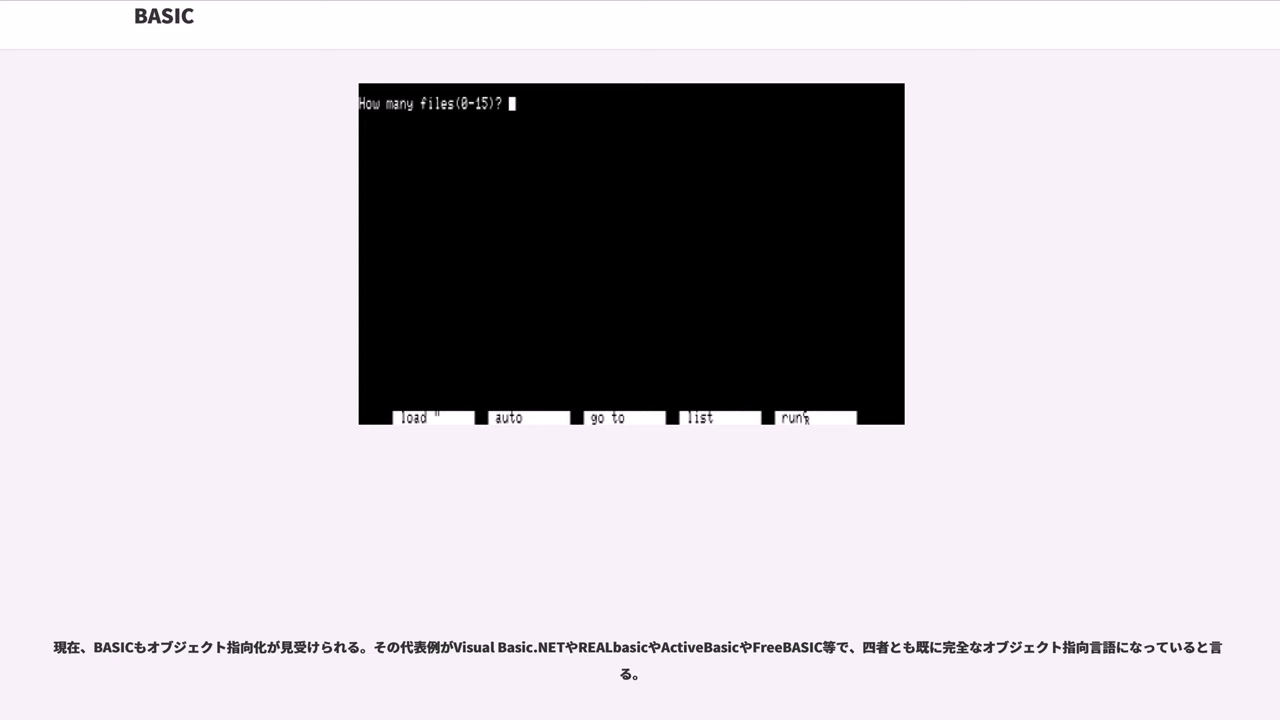 BASIC
How many files(0-15)?
load " auto go to list run
現在、BASICもオブジェクト指向化が見受けられる。その代表例がVisual Basic.NETやREALbasicやActiveBasicやFreeBASIC等で、四者とも既に完全なオブジェクト指向言語になっていると言
る。